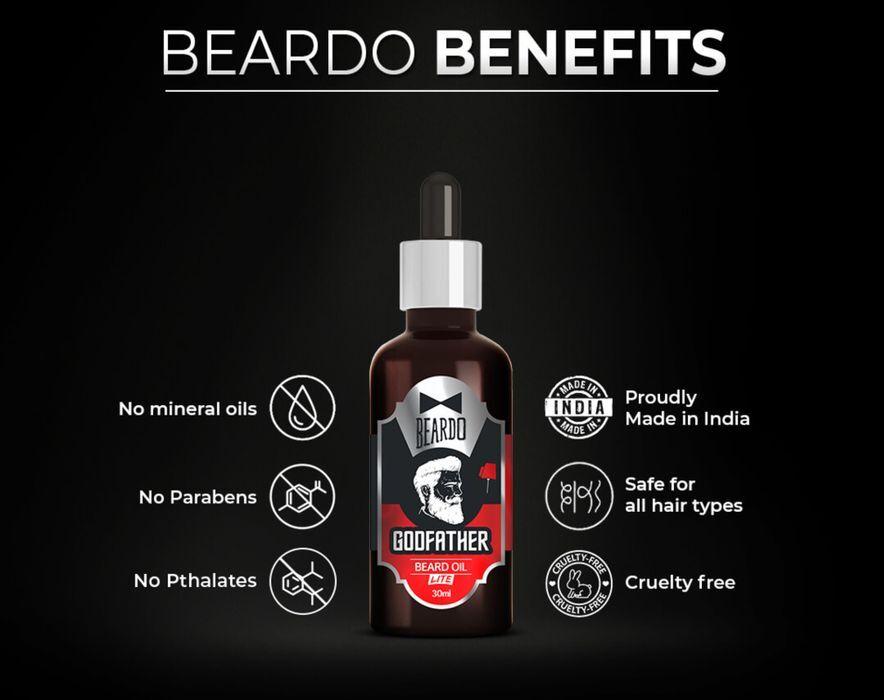 BEARDO BENEFITS
No mineral oils
No Parabens
No Pthalates
BEARDO
GODFATHER
BEARD OIL
LITE
30ml
MADE IN
INDIA
MADE IN
Proudly
Made in India
Safe for
all hair types
CRUELTY-FREE
CRUELTY-FREE
Cruelty free